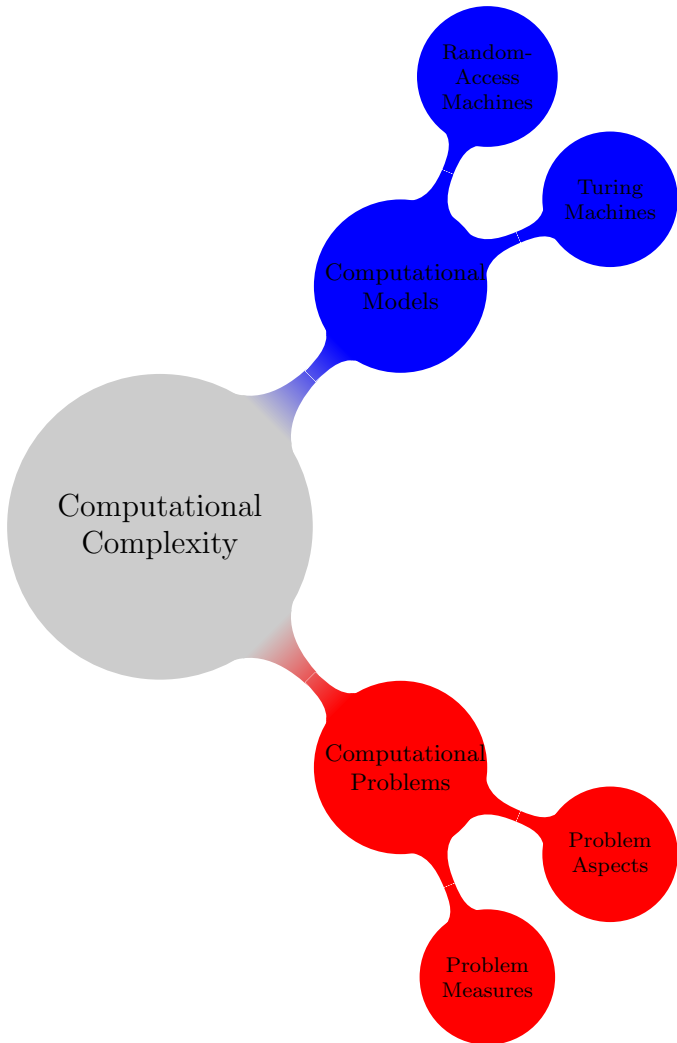 Random-
Access
Machines
Turing
Machines
Computational
Models
Computational
Complexity
Computational
Problems
Problem
Aspects
Problem
Measures